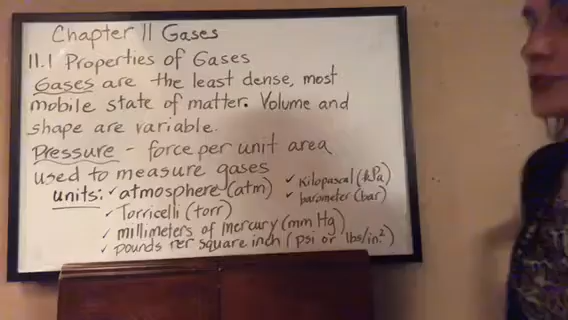 Chapter 11 Gases
11.1 Properties of Gases
Gases are the least dense, most
mobile state of matter. Volume and
shape are variable.
Pressure - force per unit area
used to measure gases
units: ✓ atmosphere (atm) ✓ Kilopascal (kPa)
✓ barometer (bar)
✓ Torricelli (torr)
✓ millimeters of mercury (mm Hg)
✓ pounds per square inch (psi or lbs/in.²)